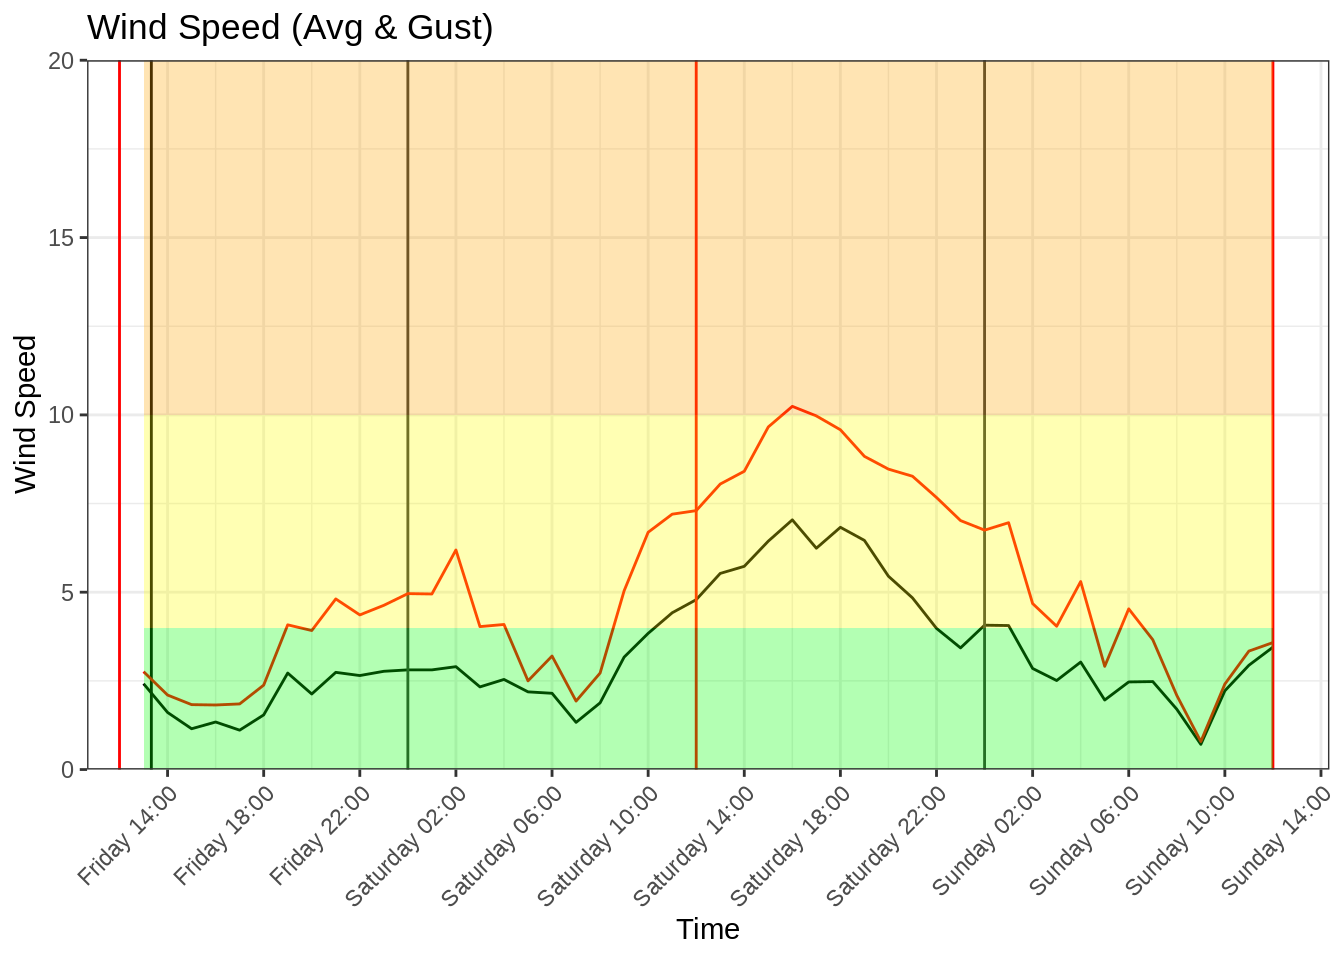 Wind Speed (Avg & Gust)
Wind Speed
20
15
10
5
0
Friday 14:00
Friday 18:00
Friday 22:00
Saturday 02:00
Saturday 06:00
Saturday 10:00
Saturday 14:00
Saturday 18:00
Saturday 22:00
Sunday 02:00
Sunday 06:00
Sunday 10:00
Sunday 14:00
Time